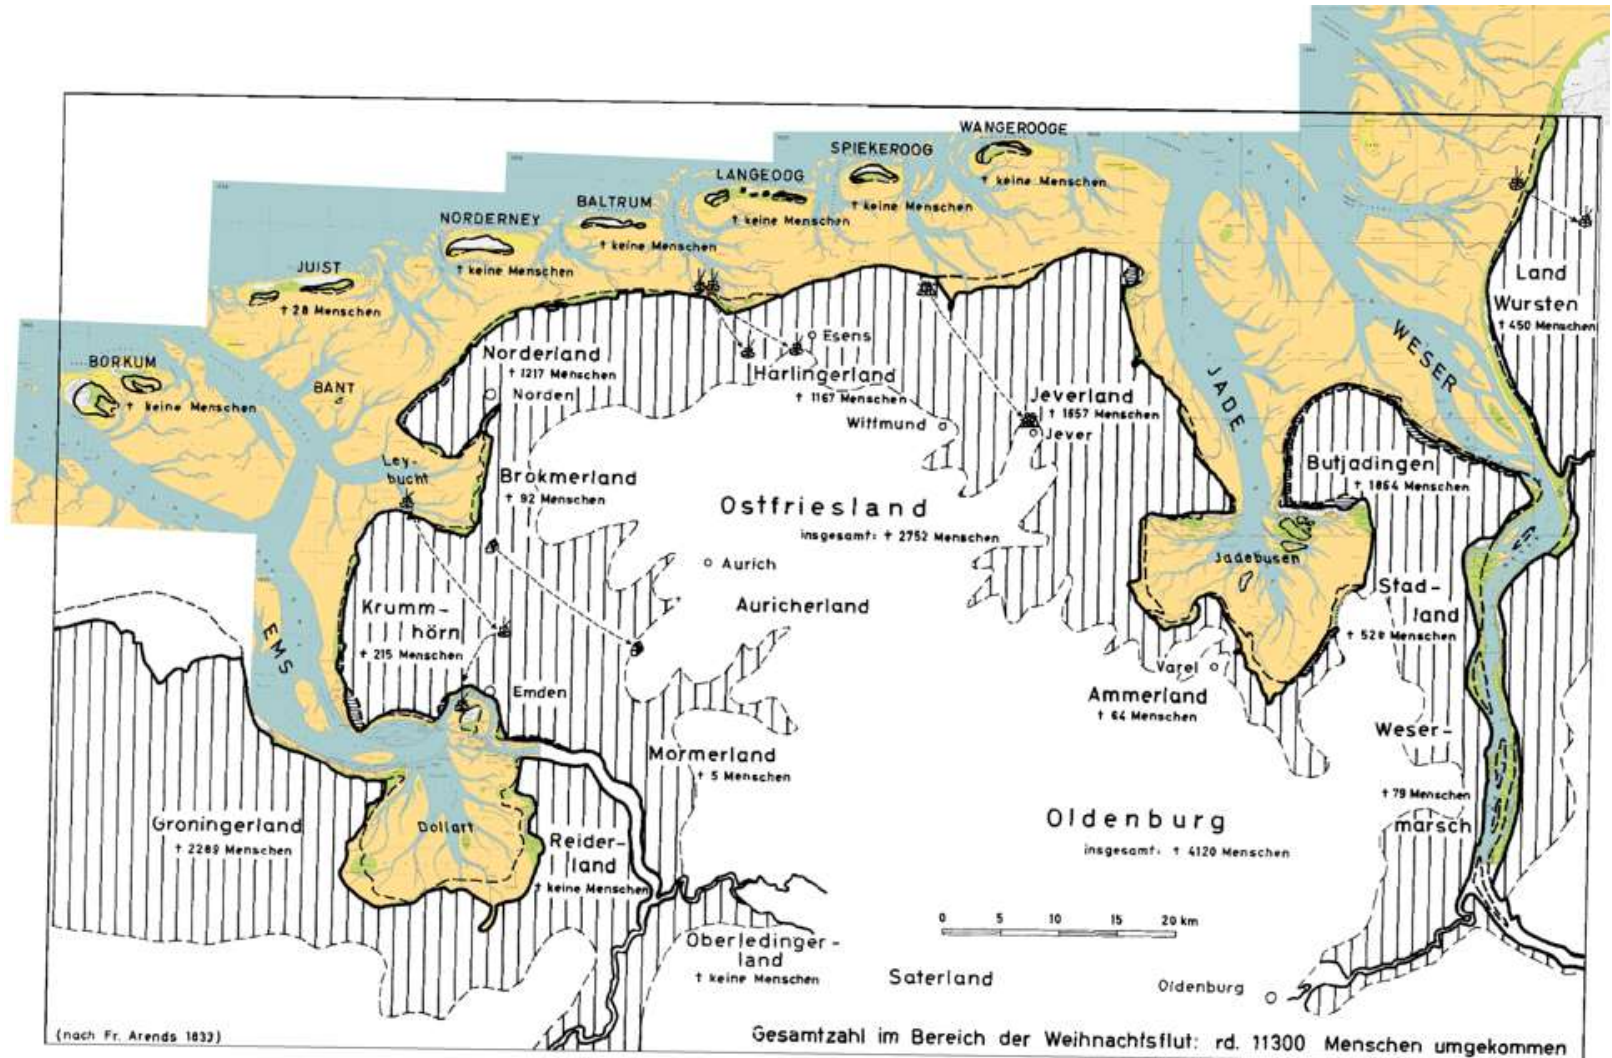 WANGEROOGE
† keine Menschen
SPIEKEROOG
† keine Menschen
LANGEOOG
† keine Menschen
BALTRUM
† keine Menschen
NORDERNEY
† keine Menschen
JUIST
† 28 Menschen
BORKUM
† keine Menschen
BANT
Ley-
bucht
Norderland
† 1217 Menschen
Norden
Esens
Harlingerland
† 1167 Menschen
Wittmund
Jeverland
† 1657 Menschen
Jever
JADE
WESER
Land
Wursten
† 450 Menschen
Butjadingen
† 1864 Menschen
Brokmerland
† 92 Menschen
Ostfriesland
insgesamt: † 2752 Menschen
Aurich
Auricherland
Jadebusen
Stad-
land
† 528 Menschen
Krumm-
hörn
† 215 Menschen
EMS
Emden
Varel
Ammerland
† 64 Menschen
Weser-
† 79 Menschen
marsch
Mormerland
† 5 Menschen
Groningerland
† 2289 Menschen
Dollart
Reider-
land
† keine Menschen
Oldenburg
insgesamt: † 4120 Menschen
0 5 10 15 20 km
Oberledinger-
land
† keine Menschen
Saterland
Oldenburg
(nach Fr. Arends 1833)
Gesamtzahl im Bereich der Weihnachtsflut: rd. 11300 Menschen umgekommen